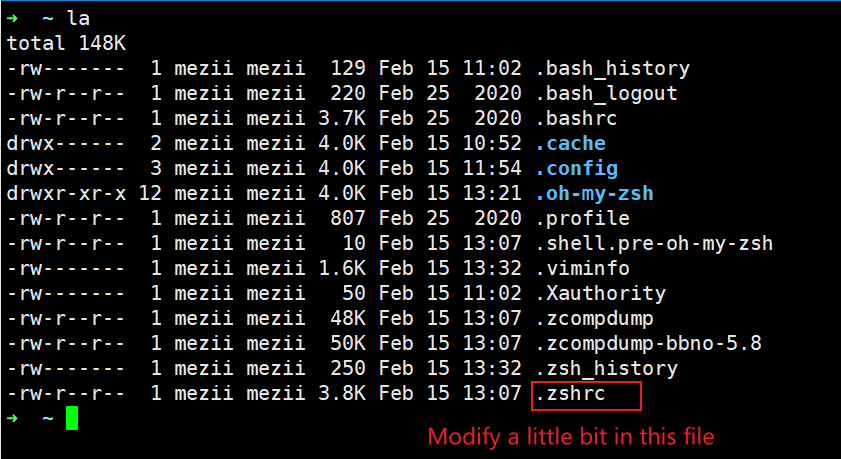 ➜  ~ la
total 148K
-rw-------  1 mezii mezii  129 Feb 15 11:02 .bash_history
-rw-r--r--  1 mezii mezii  220 Feb 25  2020 .bash_logout
-rw-r--r--  1 mezii mezii 3.7K Feb 25  2020 .bashrc
drwx------  2 mezii mezii 4.0K Feb 15 10:52 .cache
drwx------  3 mezii mezii 4.0K Feb 15 11:54 .config
drwxr-xr-x 12 mezii mezii 4.0K Feb 15 13:21 .oh-my-zsh
-rw-r--r--  1 mezii mezii  807 Feb 25  2020 .profile
-rw-r--r--  1 mezii mezii   10 Feb 15 13:07 .shell.pre-oh-my-zsh
-rw-------  1 mezii mezii 1.6K Feb 15 13:32 .viminfo
-rw-------  1 mezii mezii   50 Feb 15 11:02 .Xauthority
-rw-r--r--  1 mezii mezii  48K Feb 15 13:07 .zcompdump
-rw-r--r--  1 mezii mezii  50K Feb 15 13:07 .zcompdump-bbno-5.8
-rw-------  1 mezii mezii  250 Feb 15 13:32 .zsh_history
-rw-r--r--  1 mezii mezii 3.8K Feb 15 13:07 .zshrc
➜  ~
Modify a little bit in this file